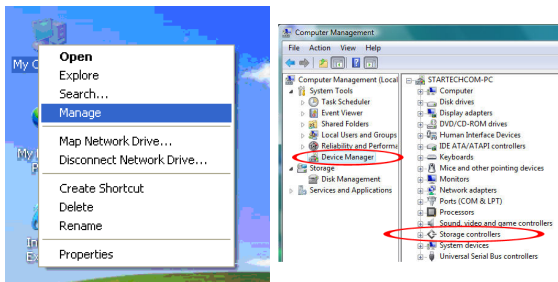 My C
Open
Explore
Search...
Manage
Map Network Drive...
Disconnect Network Drive...
Create Shortcut
Delete
Rename
Properties
Computer Management
File Action View Help
Computer Management (Local
System Tools
Task Scheduler
Event Viewer
Shared Folders
Local Users and Groups
Reliability and Performa
Device Manager
Storage
Disk Management
Services and Applications
STARTECHCOM-PC
Computer
Disk drives
Display adapters
DVD/CD-ROM drives
Human Interface Devices
IDE ATA/ATAPI controllers
Keyboards
Mice and other pointing devices
Monitors
Network adapters
Ports (COM & LPT)
Processors
Sound, video and game controllers
Storage controllers
System devices
Universal Serial Bus controllers